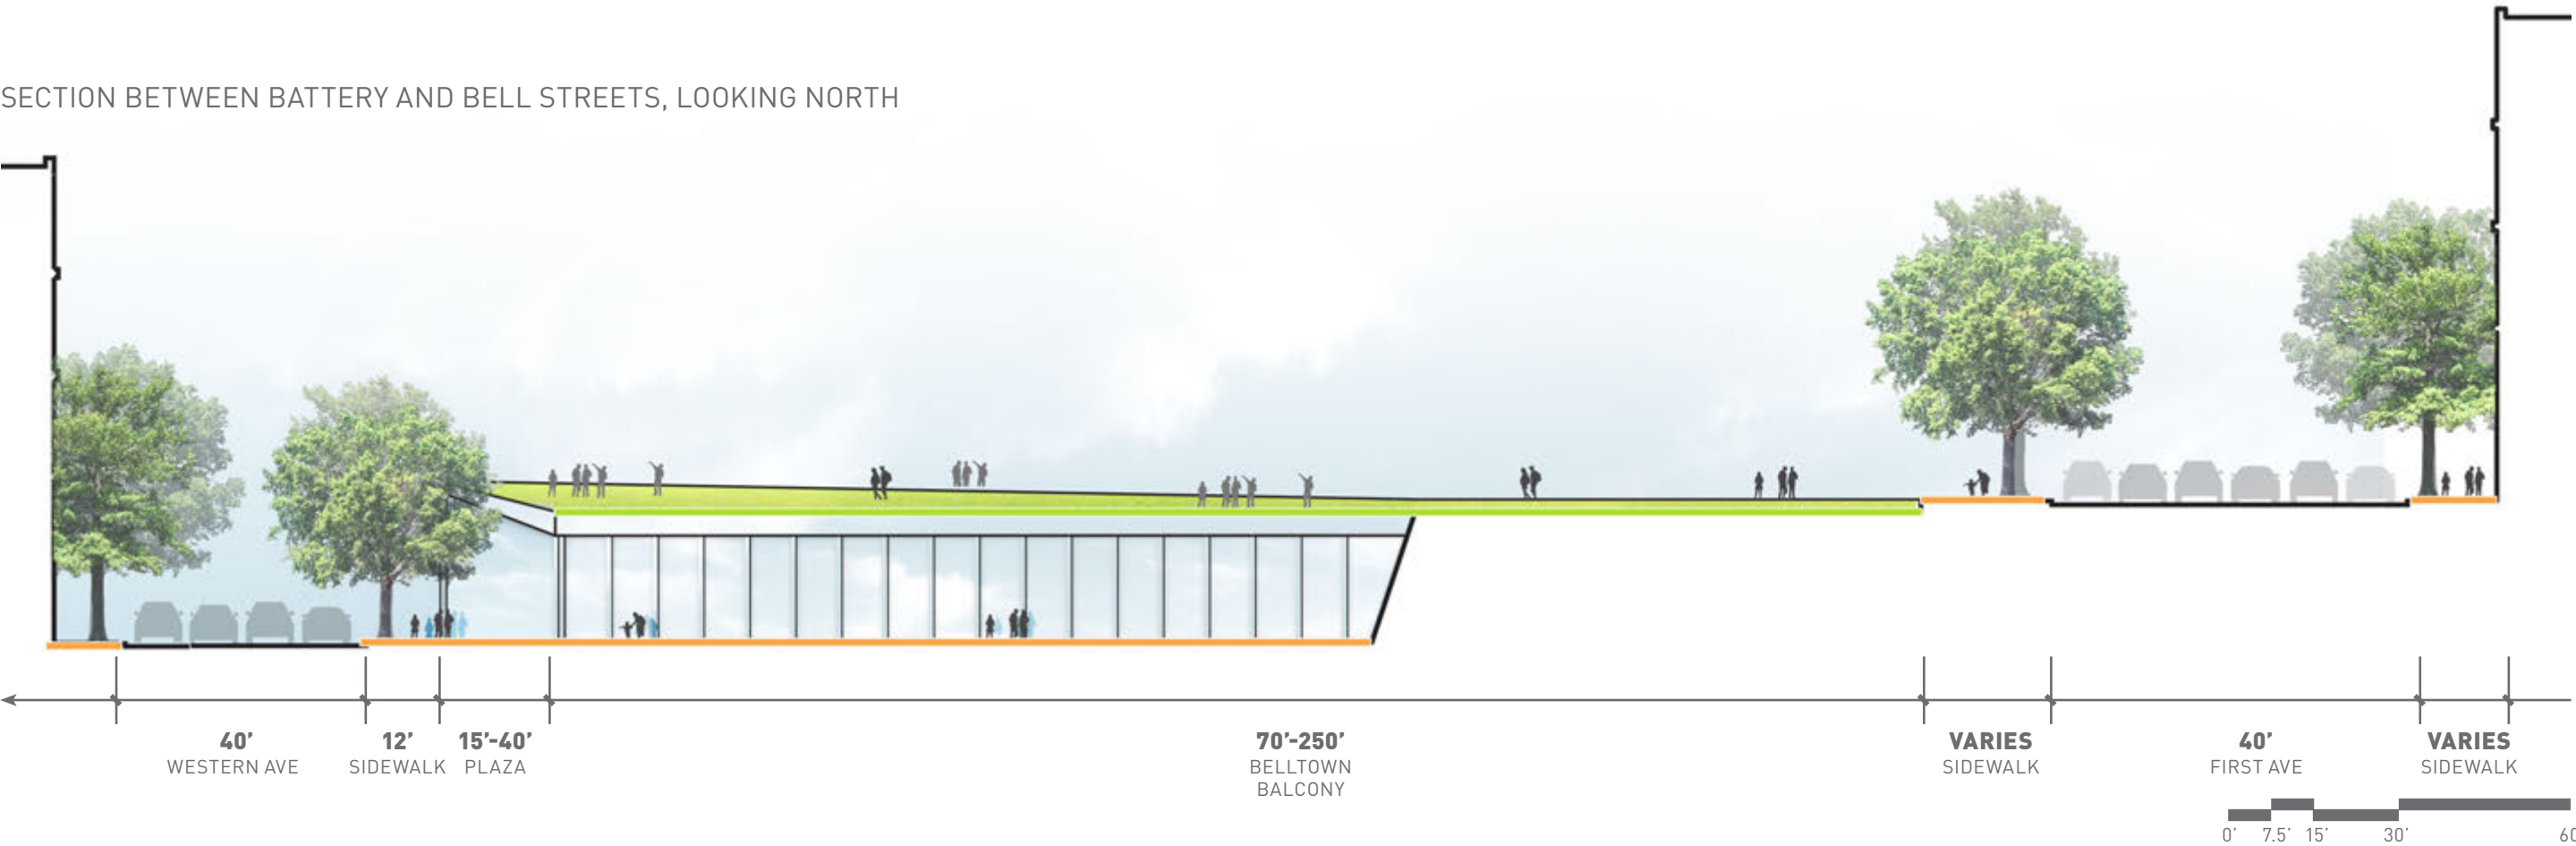 SECTION BETWEEN BATTERY AND BELL STREETS, LOOKING NORTH
40’
WESTERN AVE
12’
SIDEWALK
15’-40’
PLAZA
70’-250’
BELLTOWN
BALCONY
VARIES
SIDEWALK
40’
FIRST AVE
VARIES
SIDEWALK
0’ 7.5’ 15’ 30’ 60